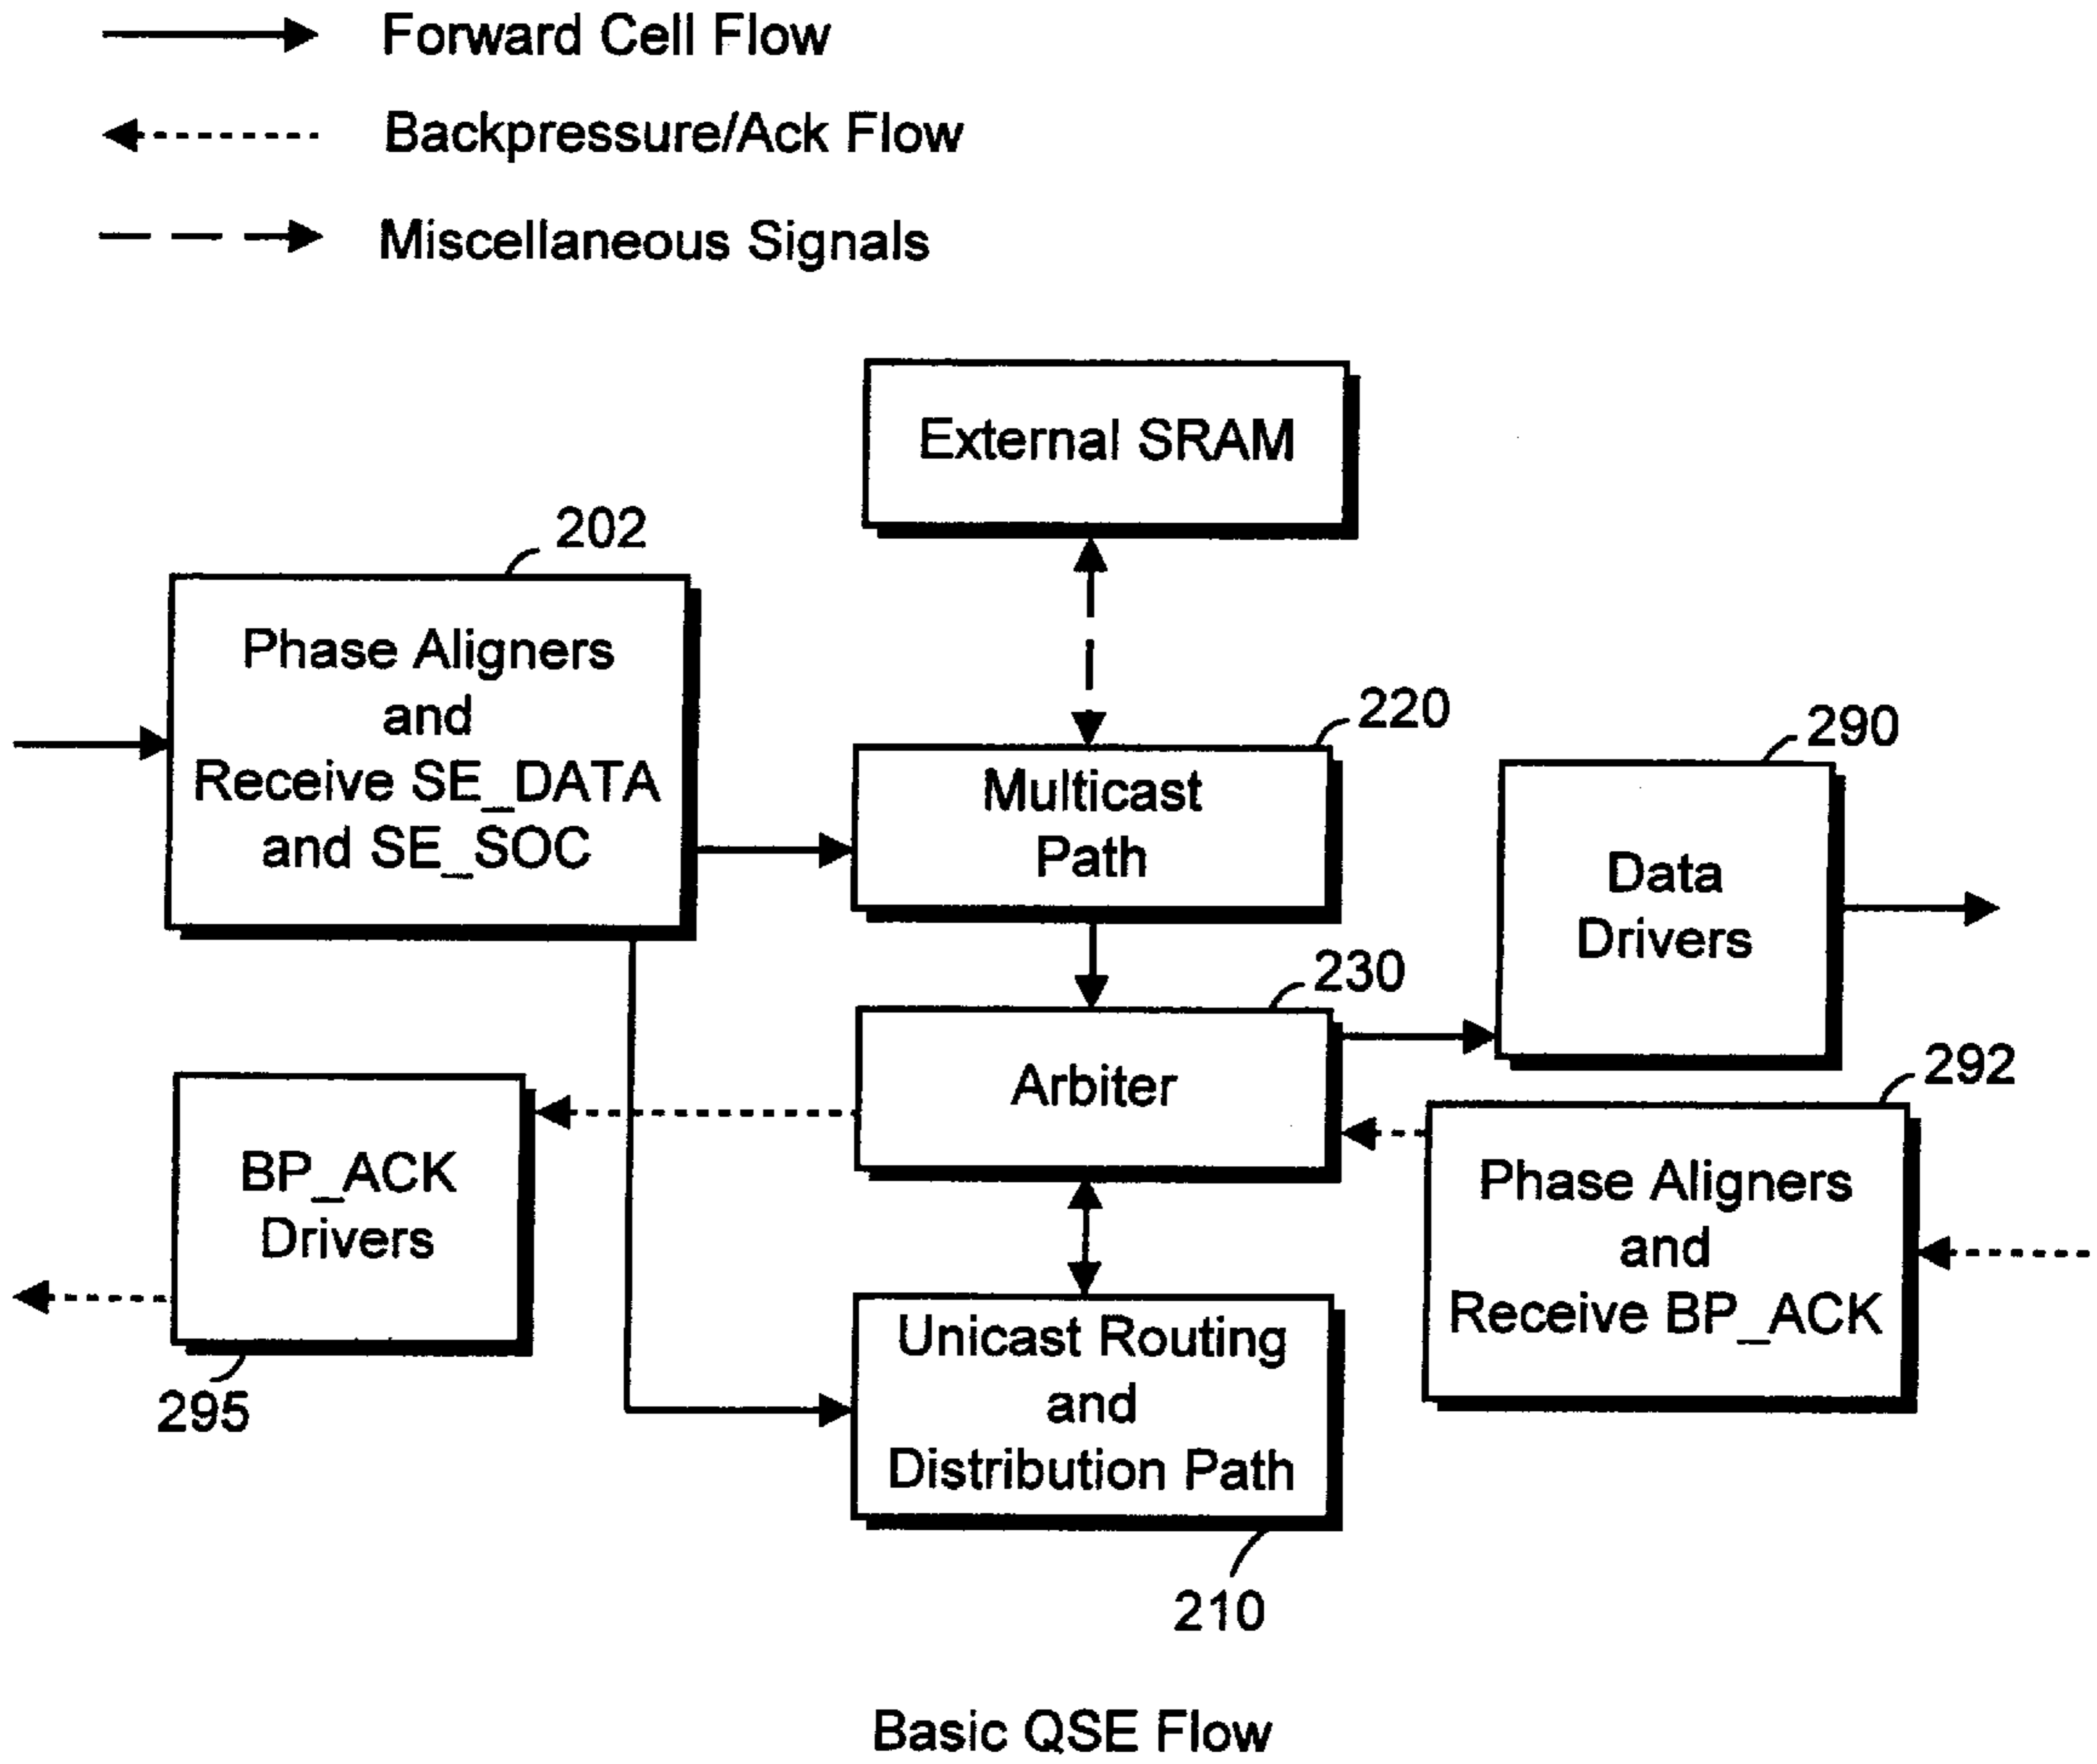 Forward Cell Flow
Backpressure/Ack Flow
Miscellaneous Signals
External SRAM
202
Phase Aligners
and
Receive SE_DATA
and SE_SOC
220
Multicast
Path
290
Data
Drivers
230
Arbiter
292
Phase Aligners
and
Receive BP_ACK
BP_ACK
Drivers
295
Unicast Routing
and
Distribution Path
210
Basic QSE Flow